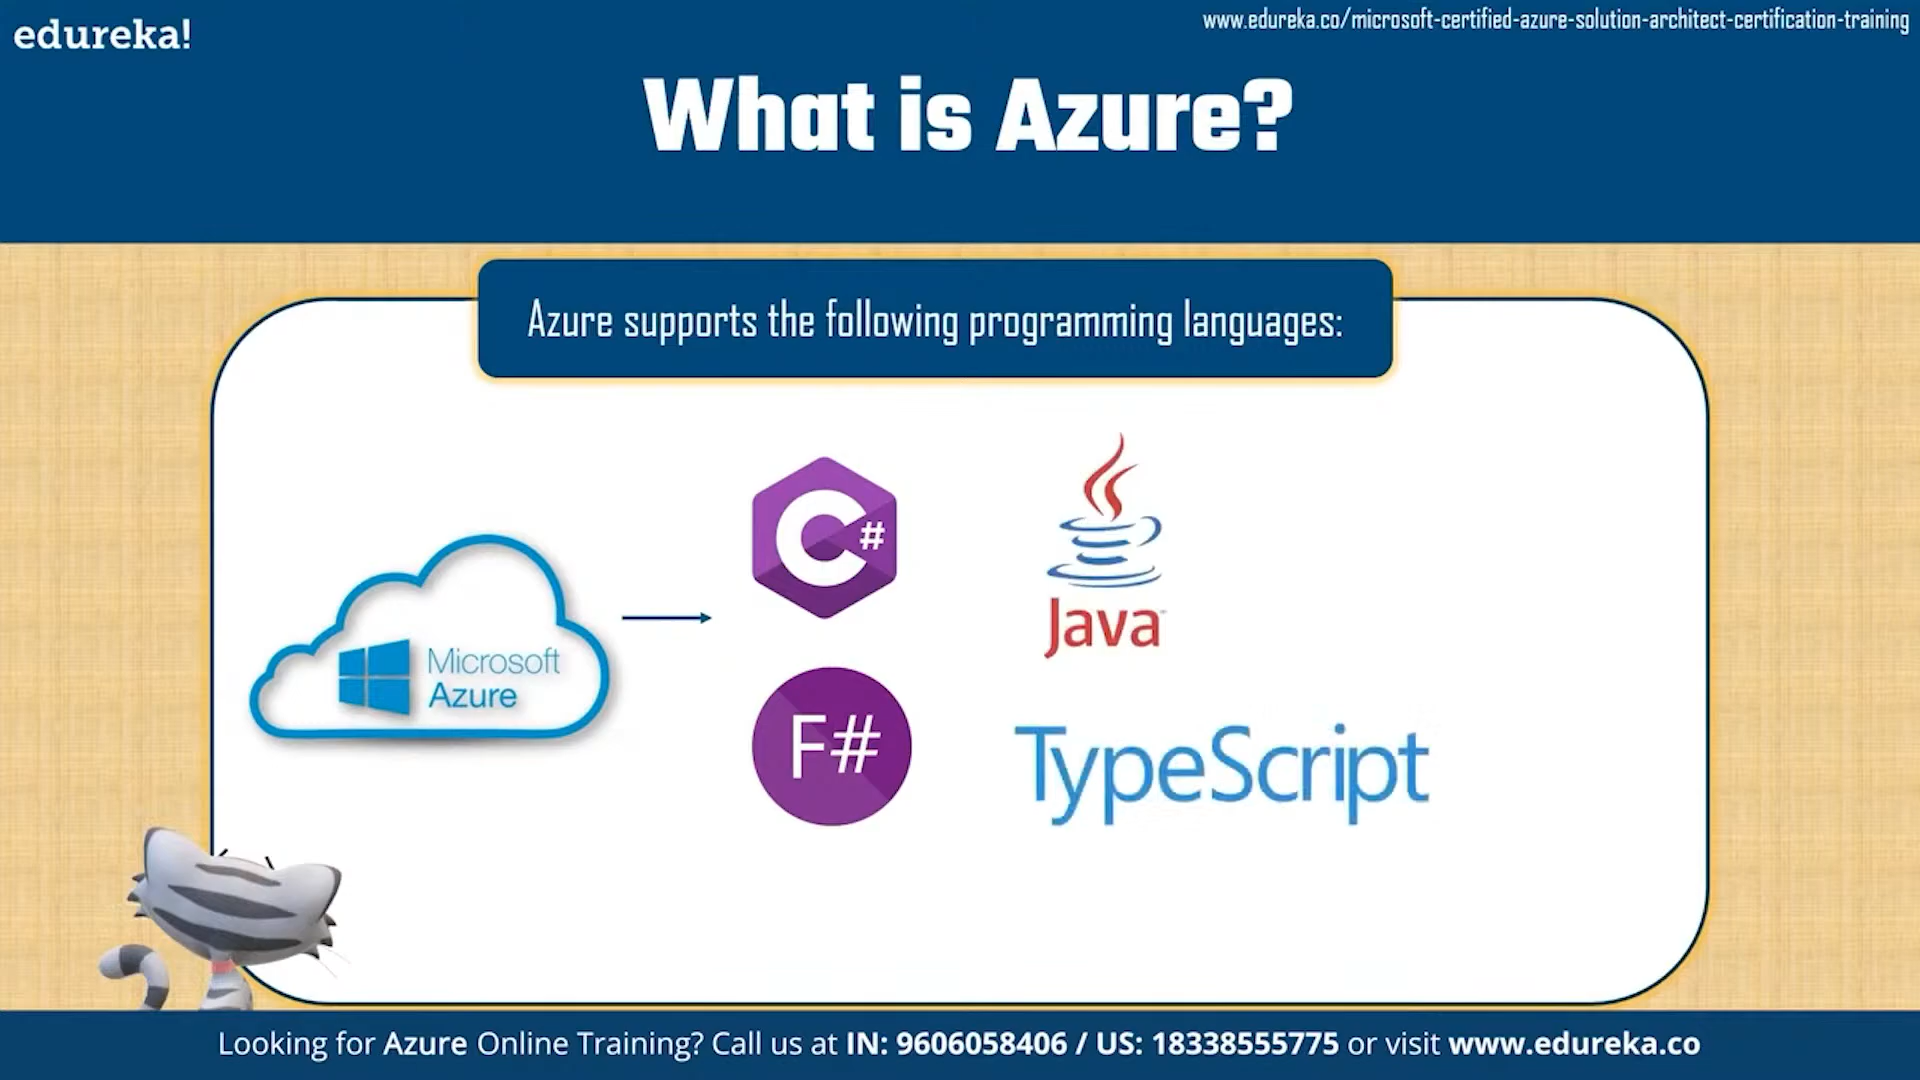 edureka!
www.edureka.co/microsoft-certified-azure-solution-architect-certification-training
What is Azure?
Azure supports the following programming languages:
C#
Java
Microsoft
Azure
F#
TypeScript
Looking for Azure Online Training? Call us at IN: 9606058406 / US: 18338555775 or visit www.edureka.co